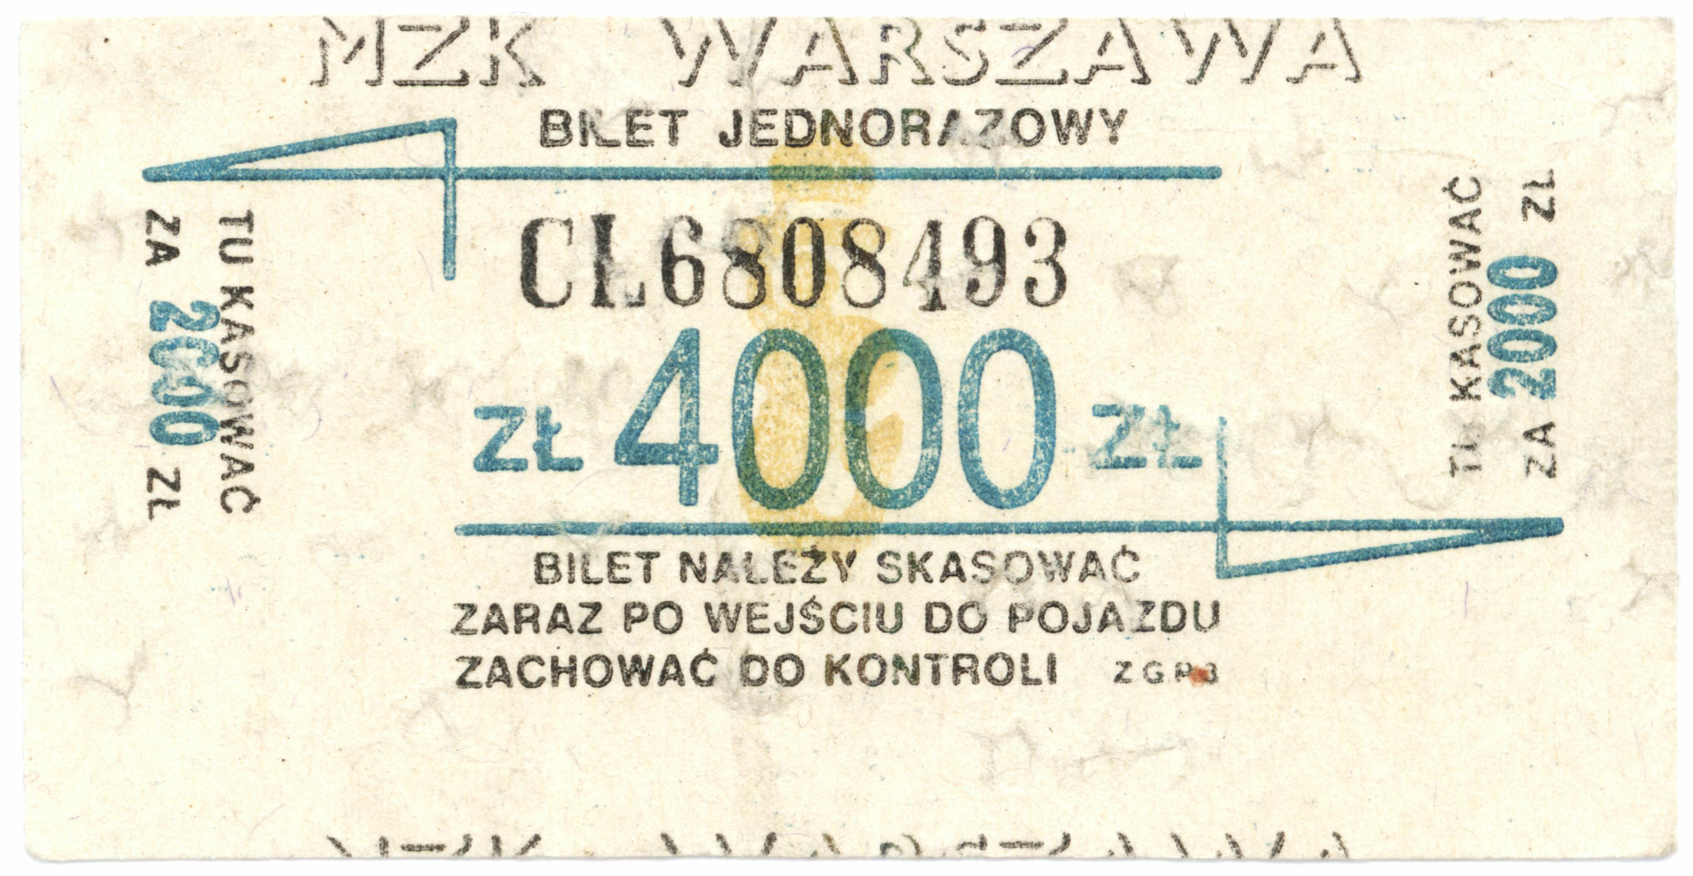 MZK WARSZAWA
BILET JEDNORAZOWY
CL6808493
ZŁ 4000 ZŁ
TU KASOWAĆ
ZA 2000 ZŁ
TU KASOWAĆ
ZA 2000 ZŁ
BILET NALEŻY SKASOWAĆ
ZARAZ PO WEJŚCIU DO POJAZDU
ZACHOWAĆ DO KONTROLI